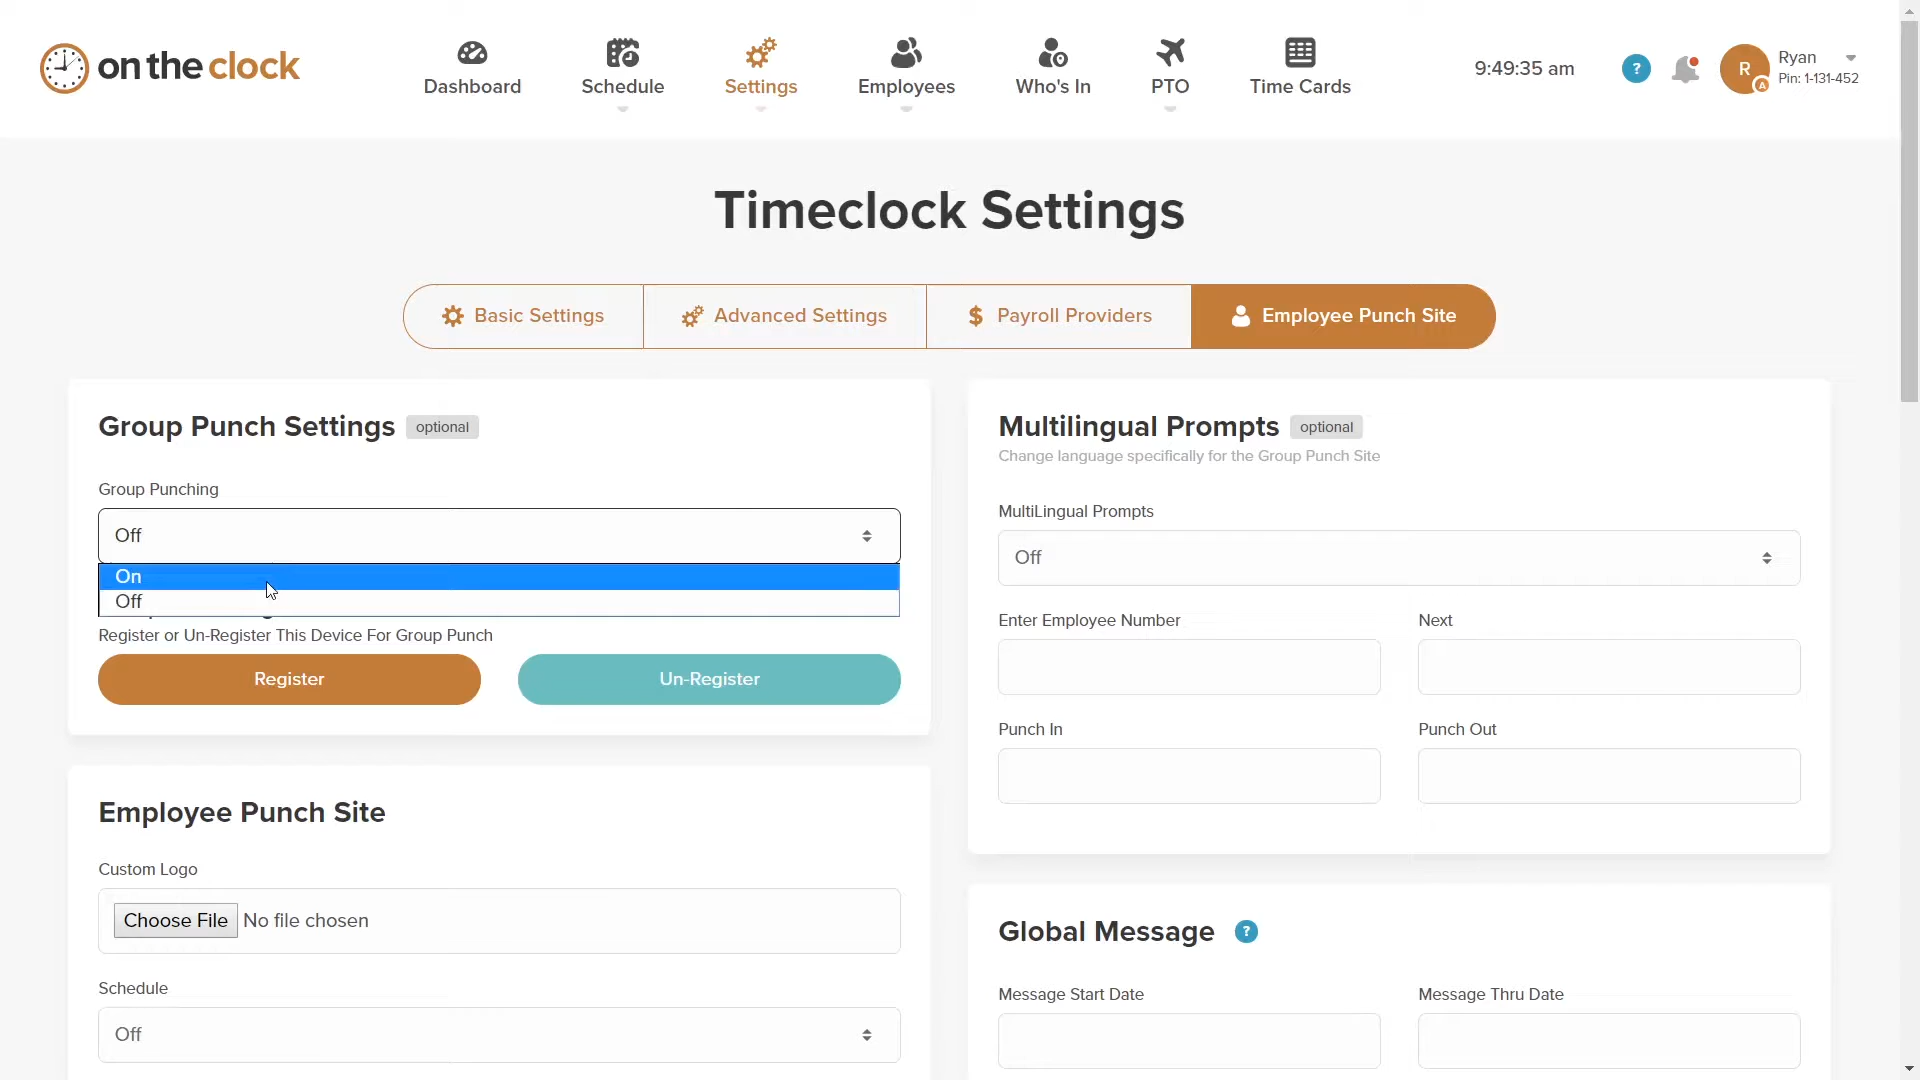 on the clock
Dashboard
Schedule
Settings
Employees
Who's In
PTO
Time Cards
9:49:35 am
?
R
A
Ryan
Pin: 1-131-452
Timeclock Settings
Basic Settings
Advanced Settings
$ Payroll Providers
Employee Punch Site
Group Punch Settings optional
Group Punching
Off
On
Off
Register or Un-Register This Device For Group Punch
Register
Un-Register
Employee Punch Site
Custom Logo
Choose File No file chosen
Schedule
Off
Multilingual Prompts optional
Change language specifically for the Group Punch Site
MultiLingual Prompts
Off
Enter Employee Number
Next
Punch In
Punch Out
Global Message ?
Message Start Date
Message Thru Date